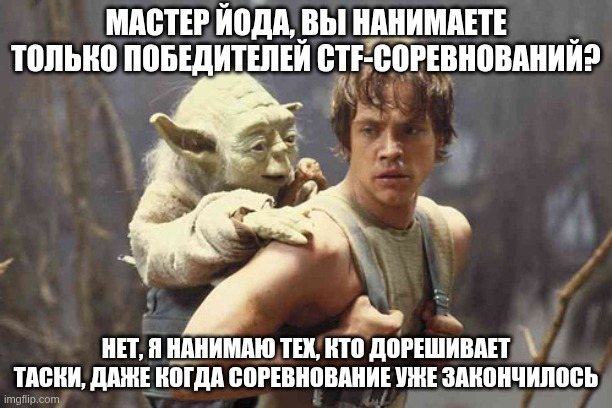 МАСТЕР ЙОДА, ВЫ НАНИМАЕТЕ
ТОЛЬКО ПОБЕДИТЕЛЕЙ CTF-СОРЕВНОВАНИЙ?
НЕТ, Я НАНИМАЮ ТЕХ, КТО ДОРЕШИВАЕТ
ТАСКИ, ДАЖЕ КОГДА СОРЕВНОВАНИЕ УЖЕ ЗАКОНЧИЛОСЬ
imgflip.com